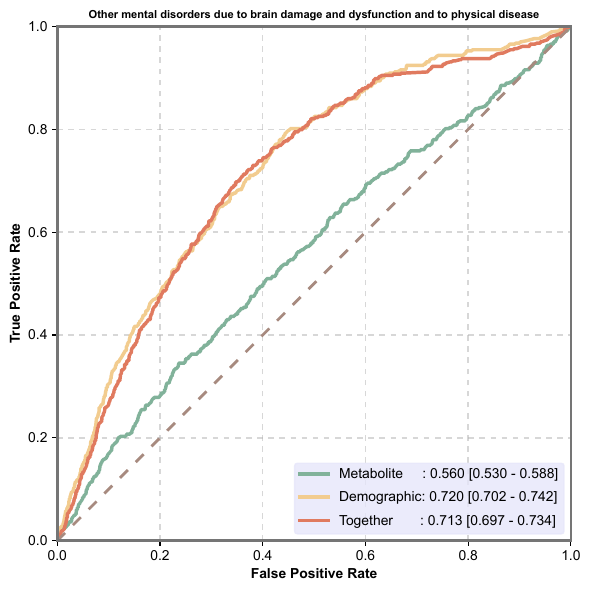 Other mental disorders due to brain damage and dysfunction and to physical disease
1.0
0.8
0.6
0.4
0.2
0.0
True Positive Rate
Metabolite : 0.560 [0.530 - 0.588]
Demographic: 0.720 [0.702 - 0.742]
Together : 0.713 [0.697 - 0.734]
0.0 0.2 0.4 0.6 0.8 1.0
False Positive Rate